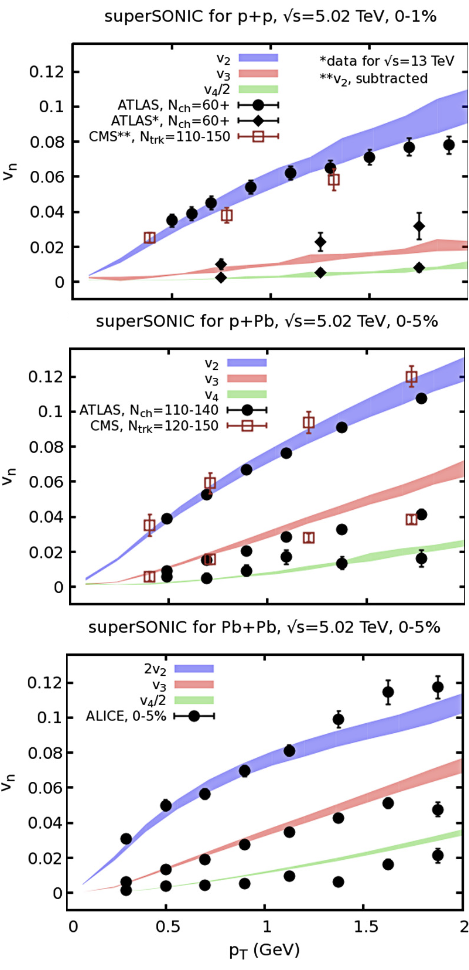 superSONIC for p+p, √s=5.02 TeV, 0-1%
v₂
v₃
v₄/2
ATLAS, Nch=60+
ATLAS*, Nch=60+
CMS**, Ntrk=110-150
*data for √s=13 TeV
**v₂, subtracted
0.12
0.1
0.08
0.06
0.04
0.02
0
vn
superSONIC for p+Pb, √s=5.02 TeV, 0-5%
v₂
v₃
v₄
ATLAS, Nch=110-140
CMS, Ntrk=120-150
0.12
0.1
0.08
0.06
0.04
0.02
0
vn
superSONIC for Pb+Pb, √s=5.02 TeV, 0-5%
2v₂
v₃
v₄/2
ALICE, 0-5%
0.12
0.1
0.08
0.06
0.04
0.02
0
vn
0 0.5 1 1.5 2
pT (GeV)